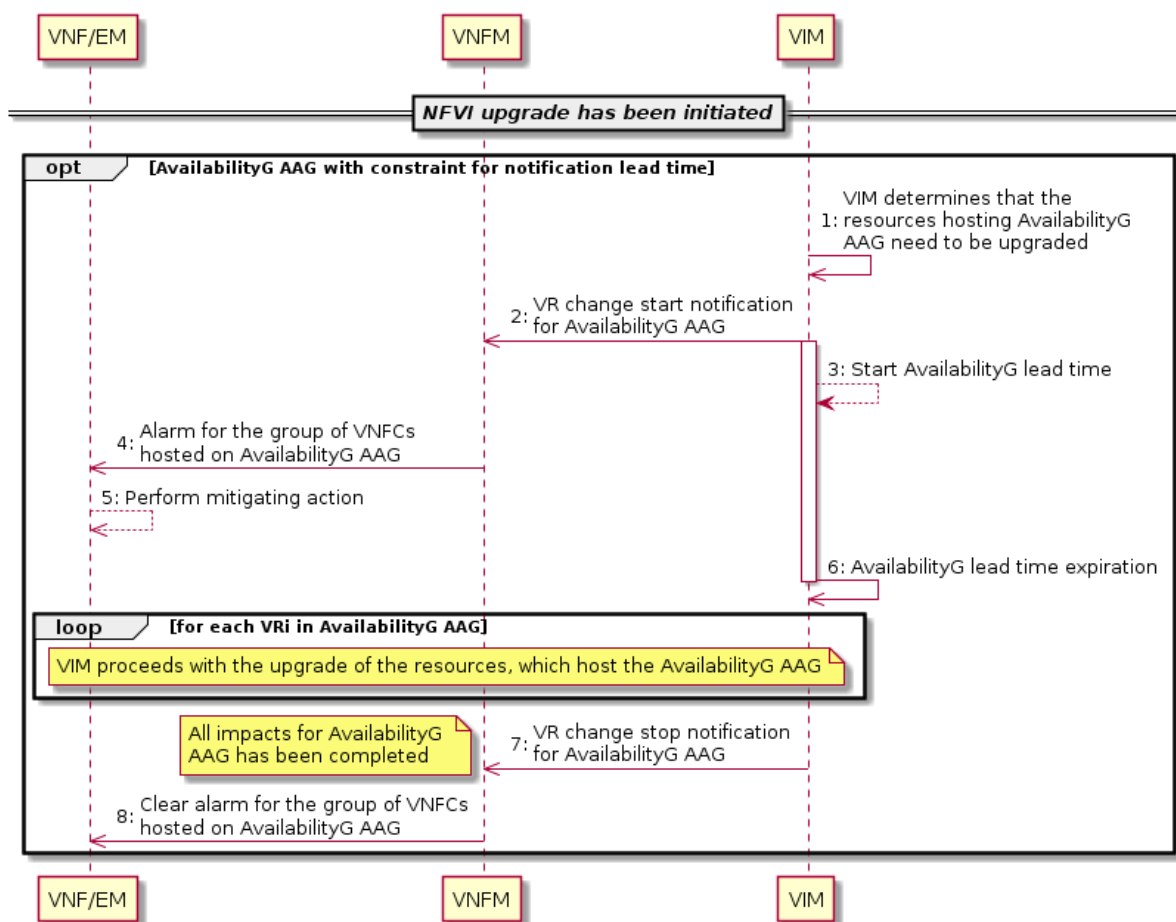 VNF/EM
VNFM
VIM
NFVI upgrade has been initiated
opt
[AvailabilityG AAG with constraint for notification lead time]
VIM determines that the
1: resources hosting AvailabilityG
AAG need to be upgraded
VR change start notification
2: for AvailabilityG AAG
3: Start AvailabilityG lead time
Alarm for the group of VNFCs
4: hosted on AvailabilityG AAG
5: Perform mitigating action
6: AvailabilityG lead time expiration
loop
[for each VRi in AvailabilityG AAG]
VIM proceeds with the upgrade of the resources, which host the AvailabilityG AAG
All impacts for AvailabilityG
AAG has been completed
VR change stop notification
7: for AvailabilityG AAG
Clear alarm for the group of VNFCs
8: hosted on AvailabilityG AAG
VNF/EM
VNFM
VIM